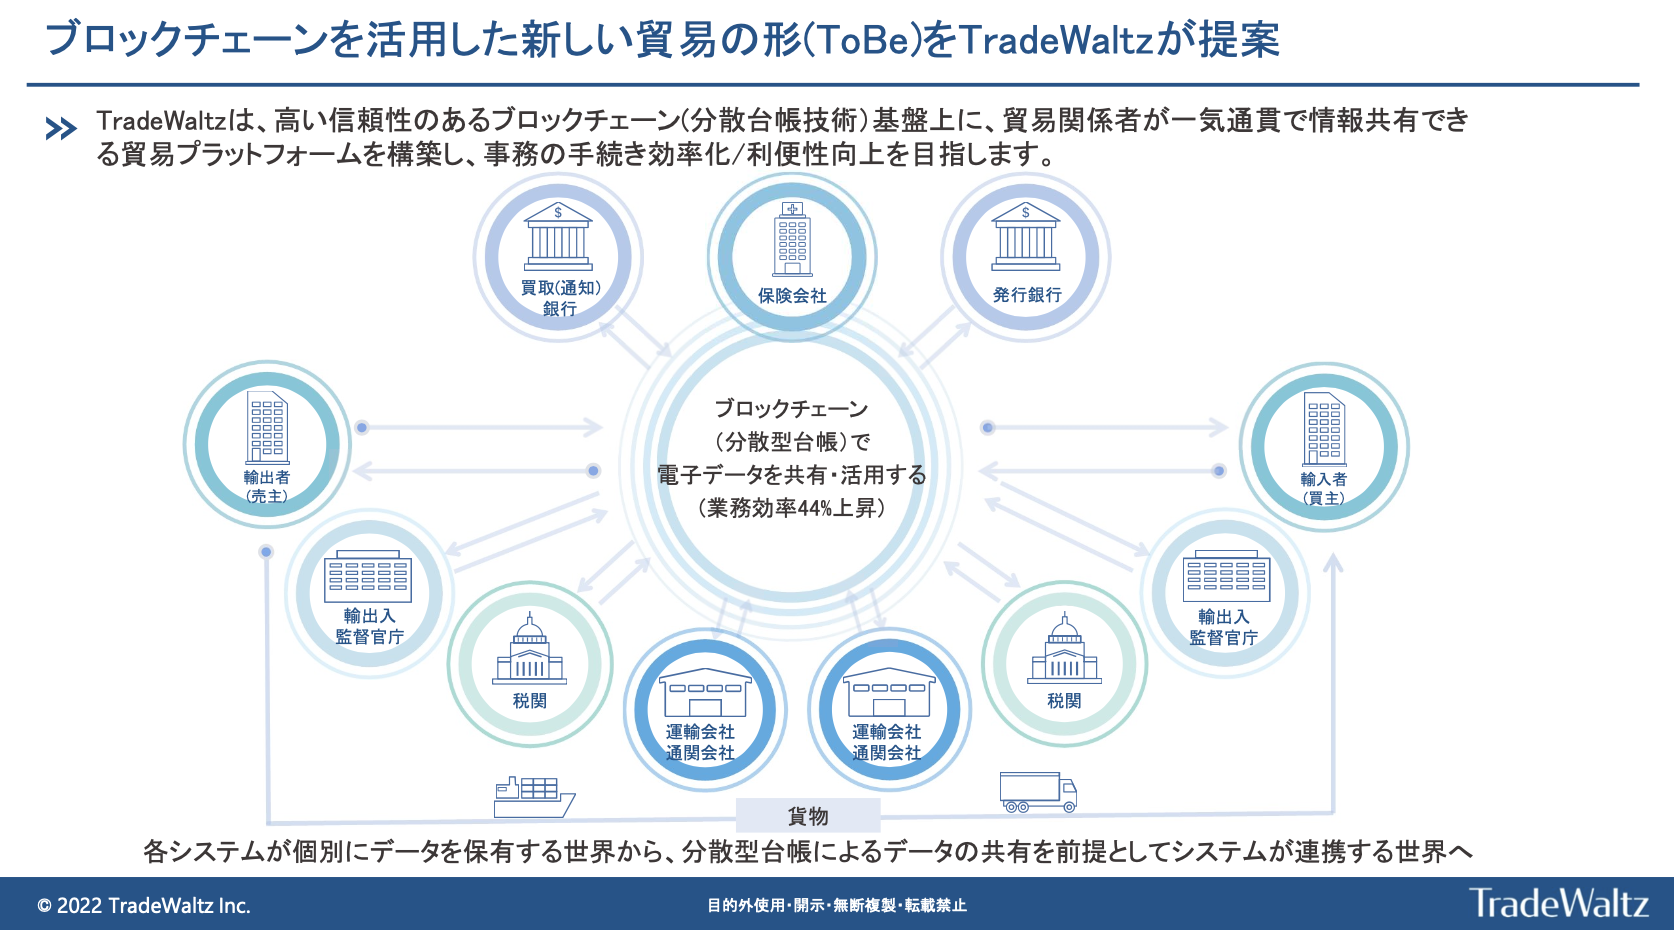 ブロックチェーンを活用した新しい貿易の形(ToBe)をTradeWaltzが提案
TradeWaltzは、高い信頼性のあるブロックチェーン(分散台帳技術)基盤上に、貿易関係者が一気通貫で情報共有でき
る貿易プラットフォームを構築し、事務の手続き効率化/利便性向上を目指します。
$
買取(通知)
銀行
保険会社
$
発行銀行
輸出者
(売主)
ブロックチェーン
(分散型台帳)で
電子データを共有・活用する
(業務効率44%上昇)
輸入者
(買主)
輸出入
監督官庁
税関
運輸会社
通関会社
運輸会社
通関会社
税関
輸出入
監督官庁
貨物
各システムが個別にデータを保有する世界から、分散型台帳によるデータの共有を前提としてシステムが連携する世界へ
© 2022 TradeWaltz Inc.
目的外使用・開示・無断複製・転載禁止
TradeWaltz